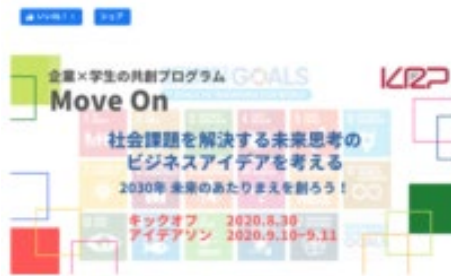 いいね！
シェア
GOALS
KRP
企業×学生の共創プログラム
Move On
社会課題を解決する未来思考の
ビジネスアイデアを考える
2030年 未来のあたりまえを創ろう！
キックオフ 2020.8.30
アイデアソン 2020.9.10-9.11